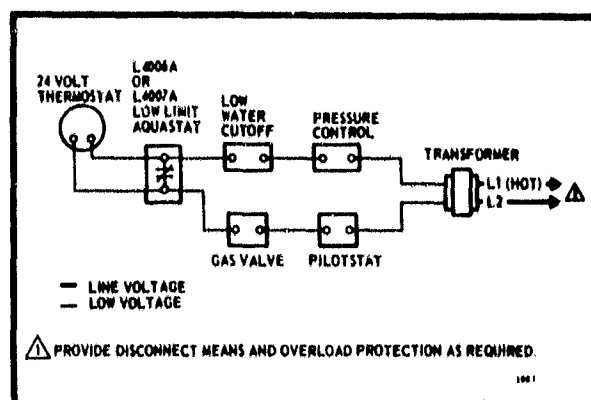 24 VOLT
THERMOSTAT
L4006A
OR
L4007A
LOW LIMIT
AQUASTAT
LOW
WATER
CUTOFF
PRESSURE
CONTROL
TRANSFORMER
L1 (HOT)
L2
GAS VALVE
PILOTSTAT
LINE VOLTAGE
LOW VOLTAGE
1 PROVIDE DISCONNECT MEANS AND OVERLOAD PROTECTION AS REQUIRED.